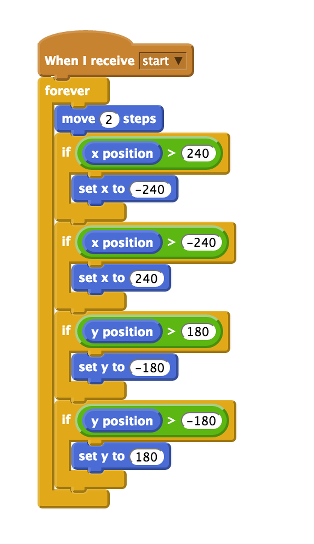 When I receive start
forever
move 2 steps
if x position > 240
set x to -240
if x position > -240
set x to 240
if y position > 180
set y to -180
if y position > -180
set y to 180